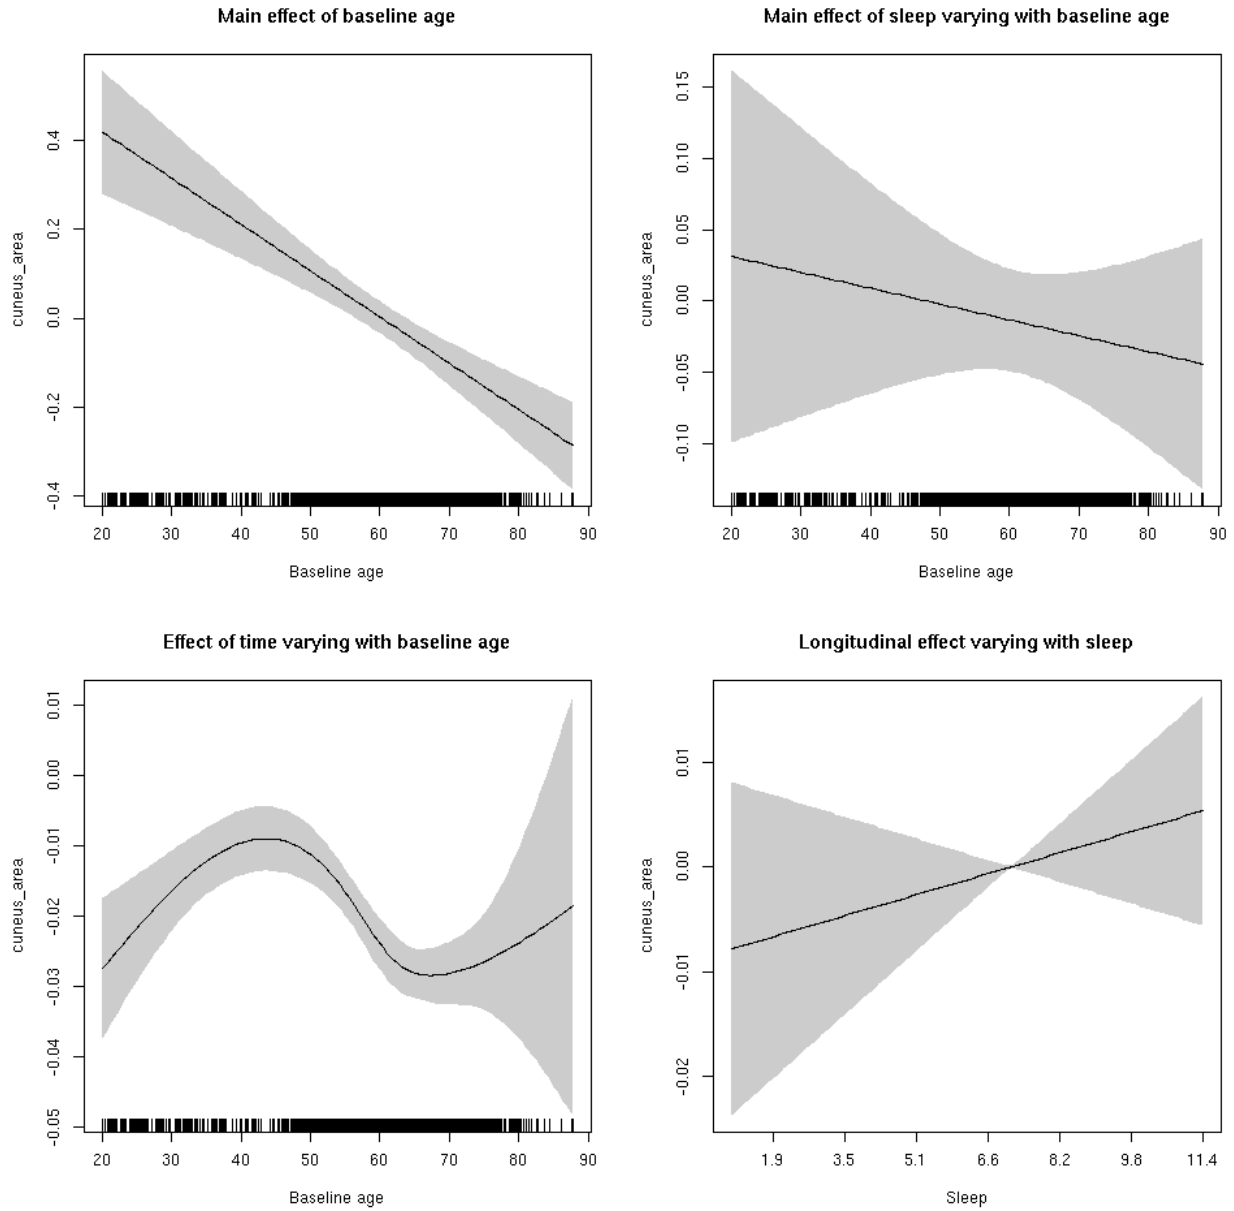 Main effect of baseline age
cuneus_area
0.4
0.2
0.0
-0.2
-0.4
20 30 40 50 60 70 80 90
Baseline age
Main effect of sleep varying with baseline age
cuneus_area
0.15
0.10
0.05
0.00
-0.05
-0.10
20 30 40 50 60 70 80 90
Baseline age
Effect of time varying with baseline age
cuneus_area
0.01
0.00
-0.01
-0.02
-0.03
-0.04
-0.05
20 30 40 50 60 70 80 90
Baseline age
Longitudinal effect varying with sleep
cuneus_area
0.01
0.00
-0.01
-0.02
1.9 3.5 5.1 6.6 8.2 9.8 11.4
Sleep